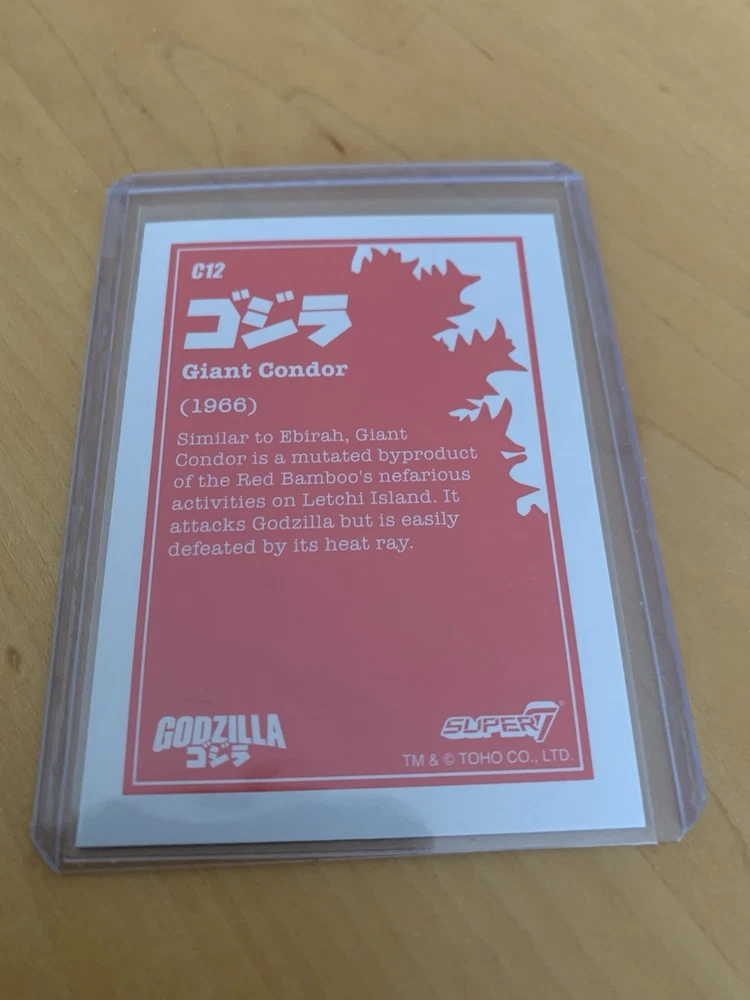 C12
ゴジラ
Giant Condor
(1966)
Similar to Ebirah, Giant
Condor is a mutated byproduct
of the Red Bamboo's nefarious
activities on Letchi Island. It
attacks Godzilla but is easily
defeated by its heat ray.
GODZILLA
ゴジラ
SUPER7®
TM & © TOHO CO., LTD.